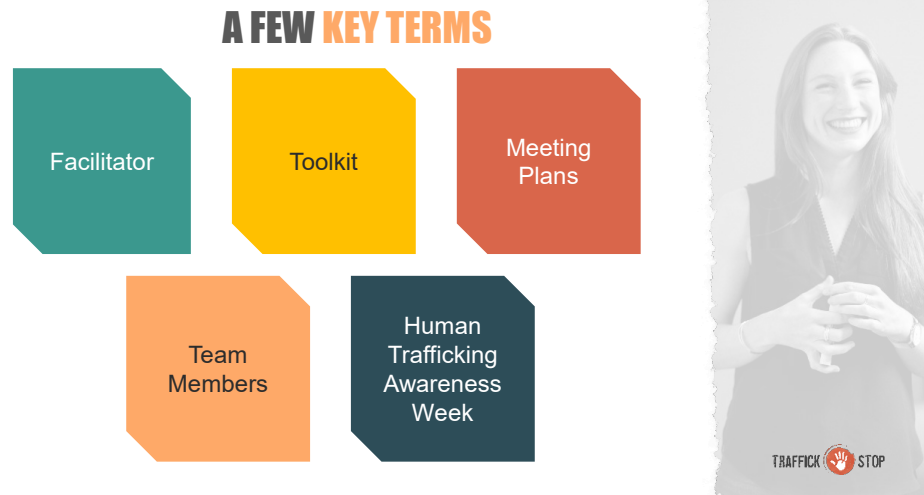 A FEW KEY TERMS
Facilitator
Toolkit
Meeting
Plans
Team
Members
Human
Trafficking
Awareness
Week
TRAFFICK STOP